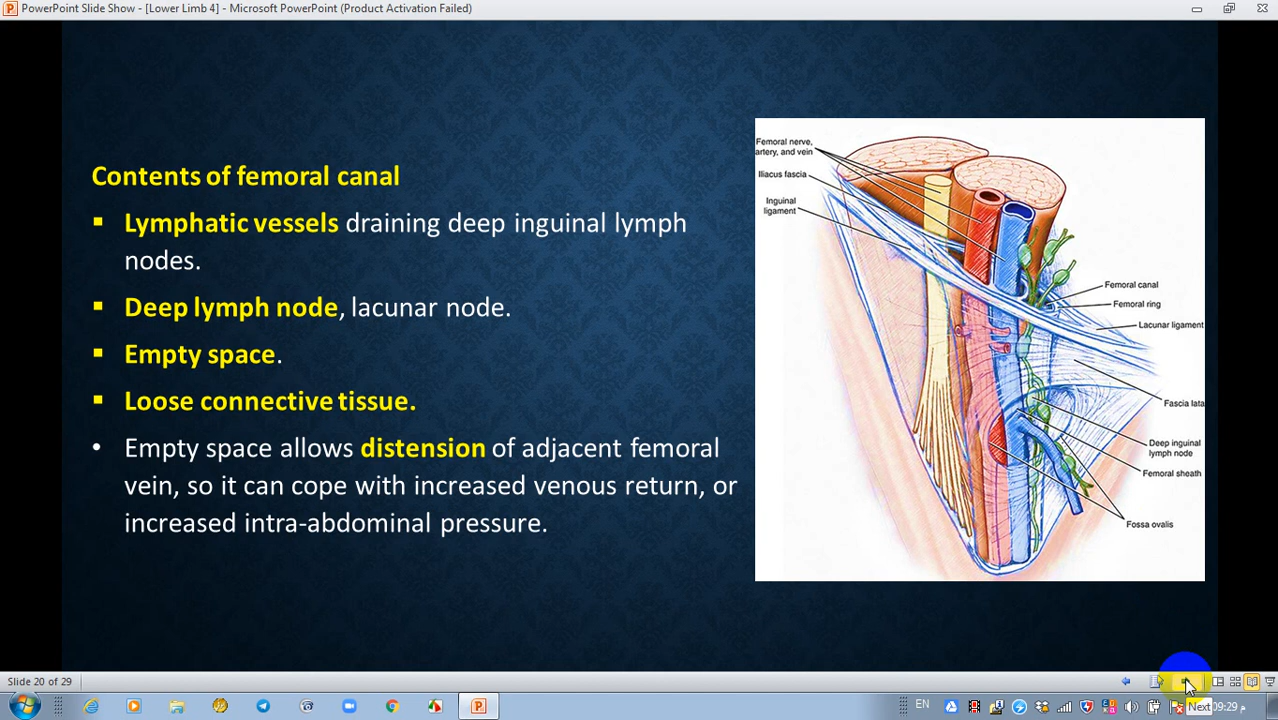 PowerPoint Slide Show - [Lower Limb 4] - Microsoft PowerPoint (Product Activation Failed)
Contents of femoral canal
▪ Lymphatic vessels draining deep inguinal lymph
nodes.
▪ Deep lymph node, lacunar node.
▪ Empty space.
▪ Loose connective tissue.
• Empty space allows distension of adjacent femoral
vein, so it can cope with increased venous return, or
increased intra-abdominal pressure.
Femoral nerve,
artery, and vein
Iliacus fascia
Inguinal
ligament
Femoral canal
Femoral ring
Lacunar ligament
Fascia lata
Deep inguinal
lymph node
Femoral sheath
Fossa ovalis
Slide 20 of 29
EN
Next
09:29 م